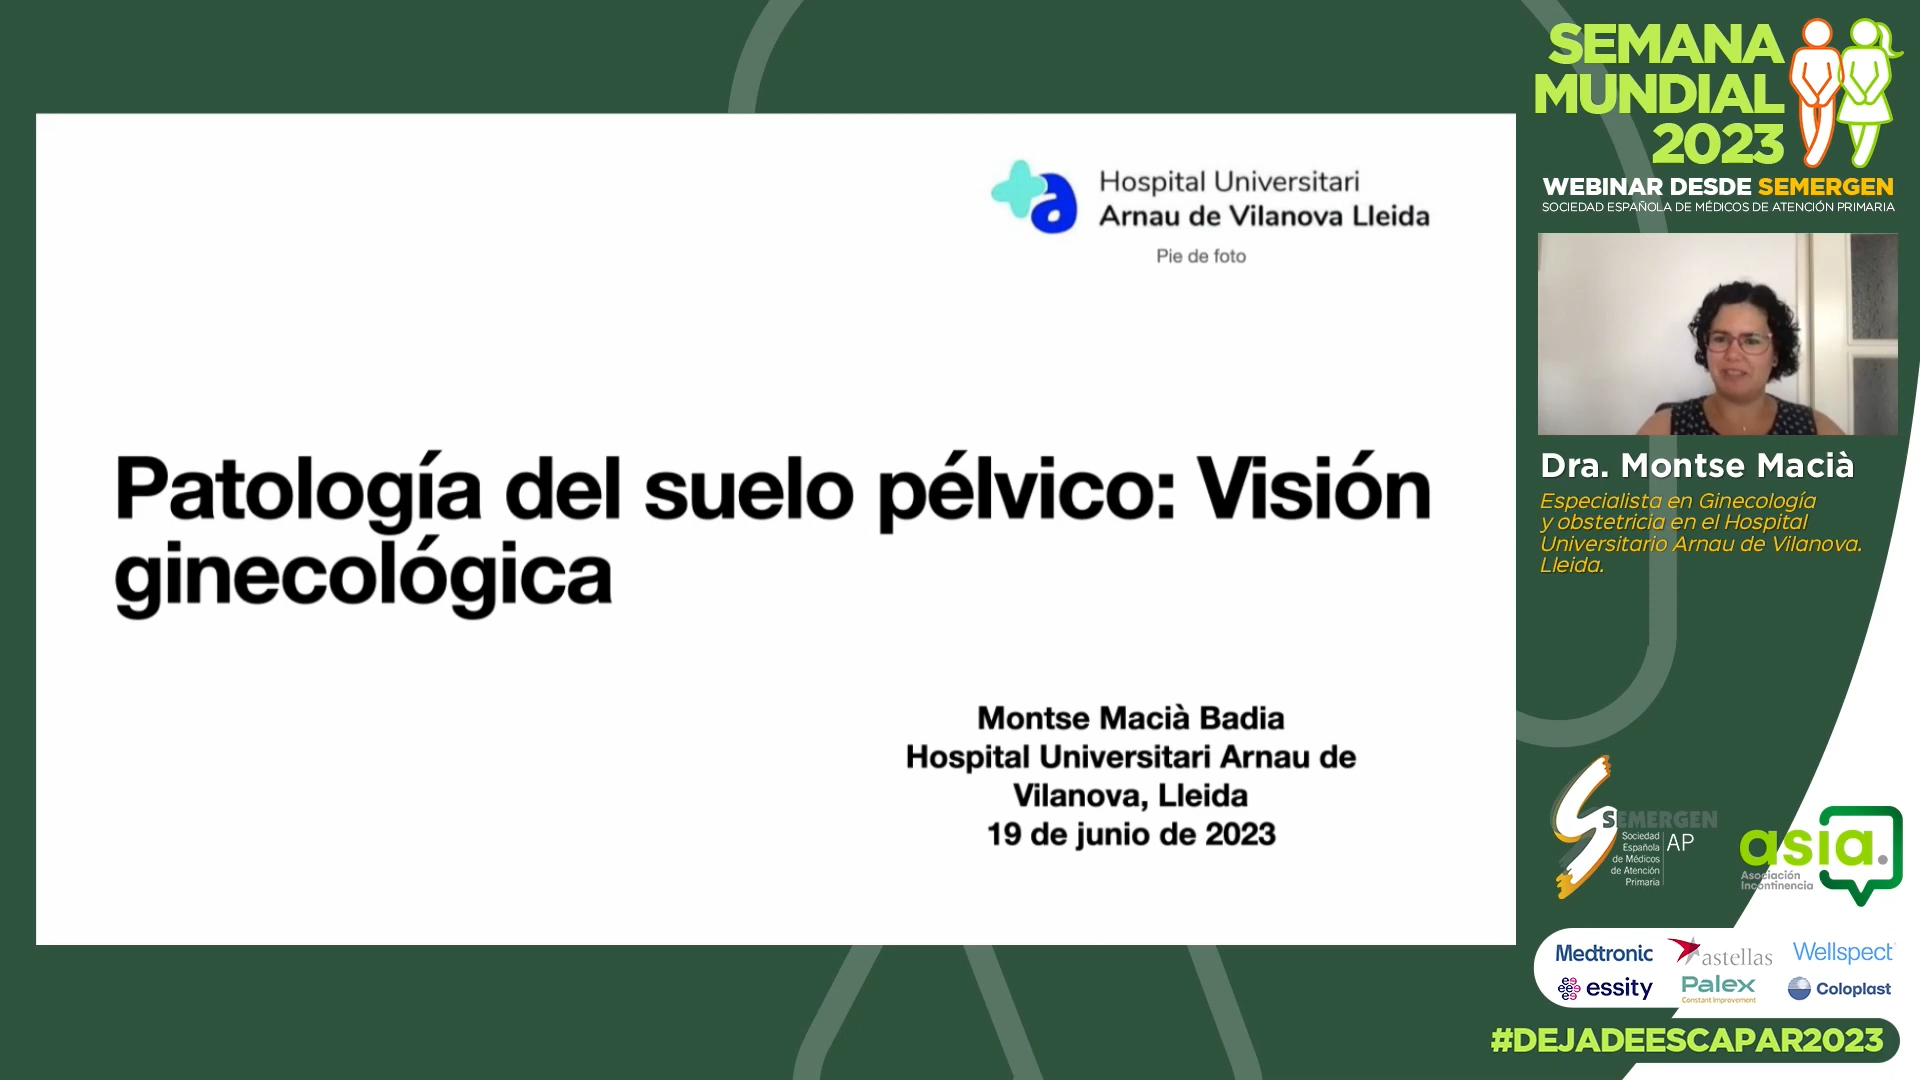 SEMANA
MUNDIAL
2023
WEBINAR DESDE SEMERGEN
SOCIEDAD ESPAÑOLA DE MÉDICOS DE ATENCIÓN PRIMARIA
Hospital Universitari
Arnau de Vilanova Lleida
Pie de foto
Patología del suelo pélvico: Visión
ginecológica
Montse Macià Badia
Hospital Universitari Arnau de
Vilanova, Lleida
19 de junio de 2023
Dra. Montse Macià
Especialista en Ginecología
y obstetricia en el Hospital
Universitario Arnau de Vilanova.
Lleida.
SEMERGEN
Sociedad
Española
de Médicos
de Atención
Primaria
AP
asia.
Asociación
Incontinencia
Medtronic
astellas
Wellspect
essity
Palex
Constant Improvement
Coloplast
#DEJADEESCAPAR2023